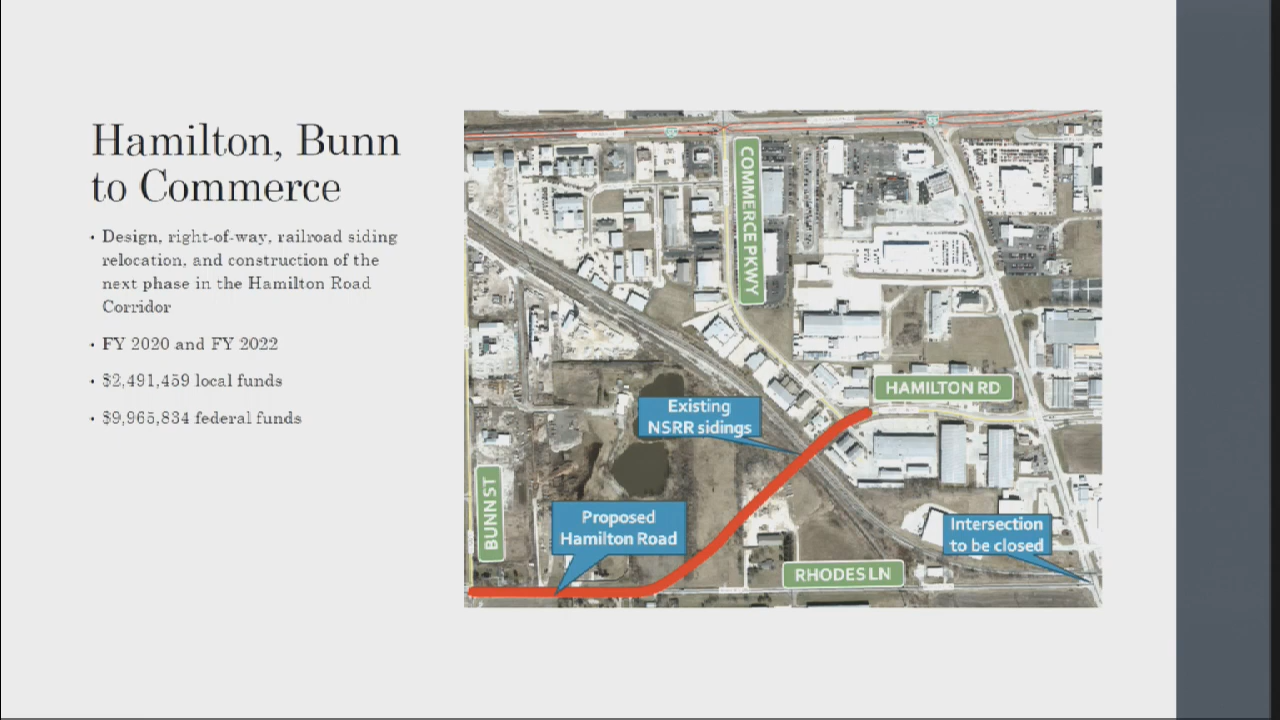 Hamilton, Bunn
to Commerce
• Design, right-of-way, railroad siding
relocation, and construction of the
next phase in the Hamilton Road
Corridor
• FY 2020 and FY 2022
• $2,491,459 local funds
• $9,965,834 federal funds
COMMERCE PKWY
HAMILTON RD
Existing
NSRR sidings
BUNN ST
Proposed
Hamilton Road
Intersection
to be closed
RHODES LN